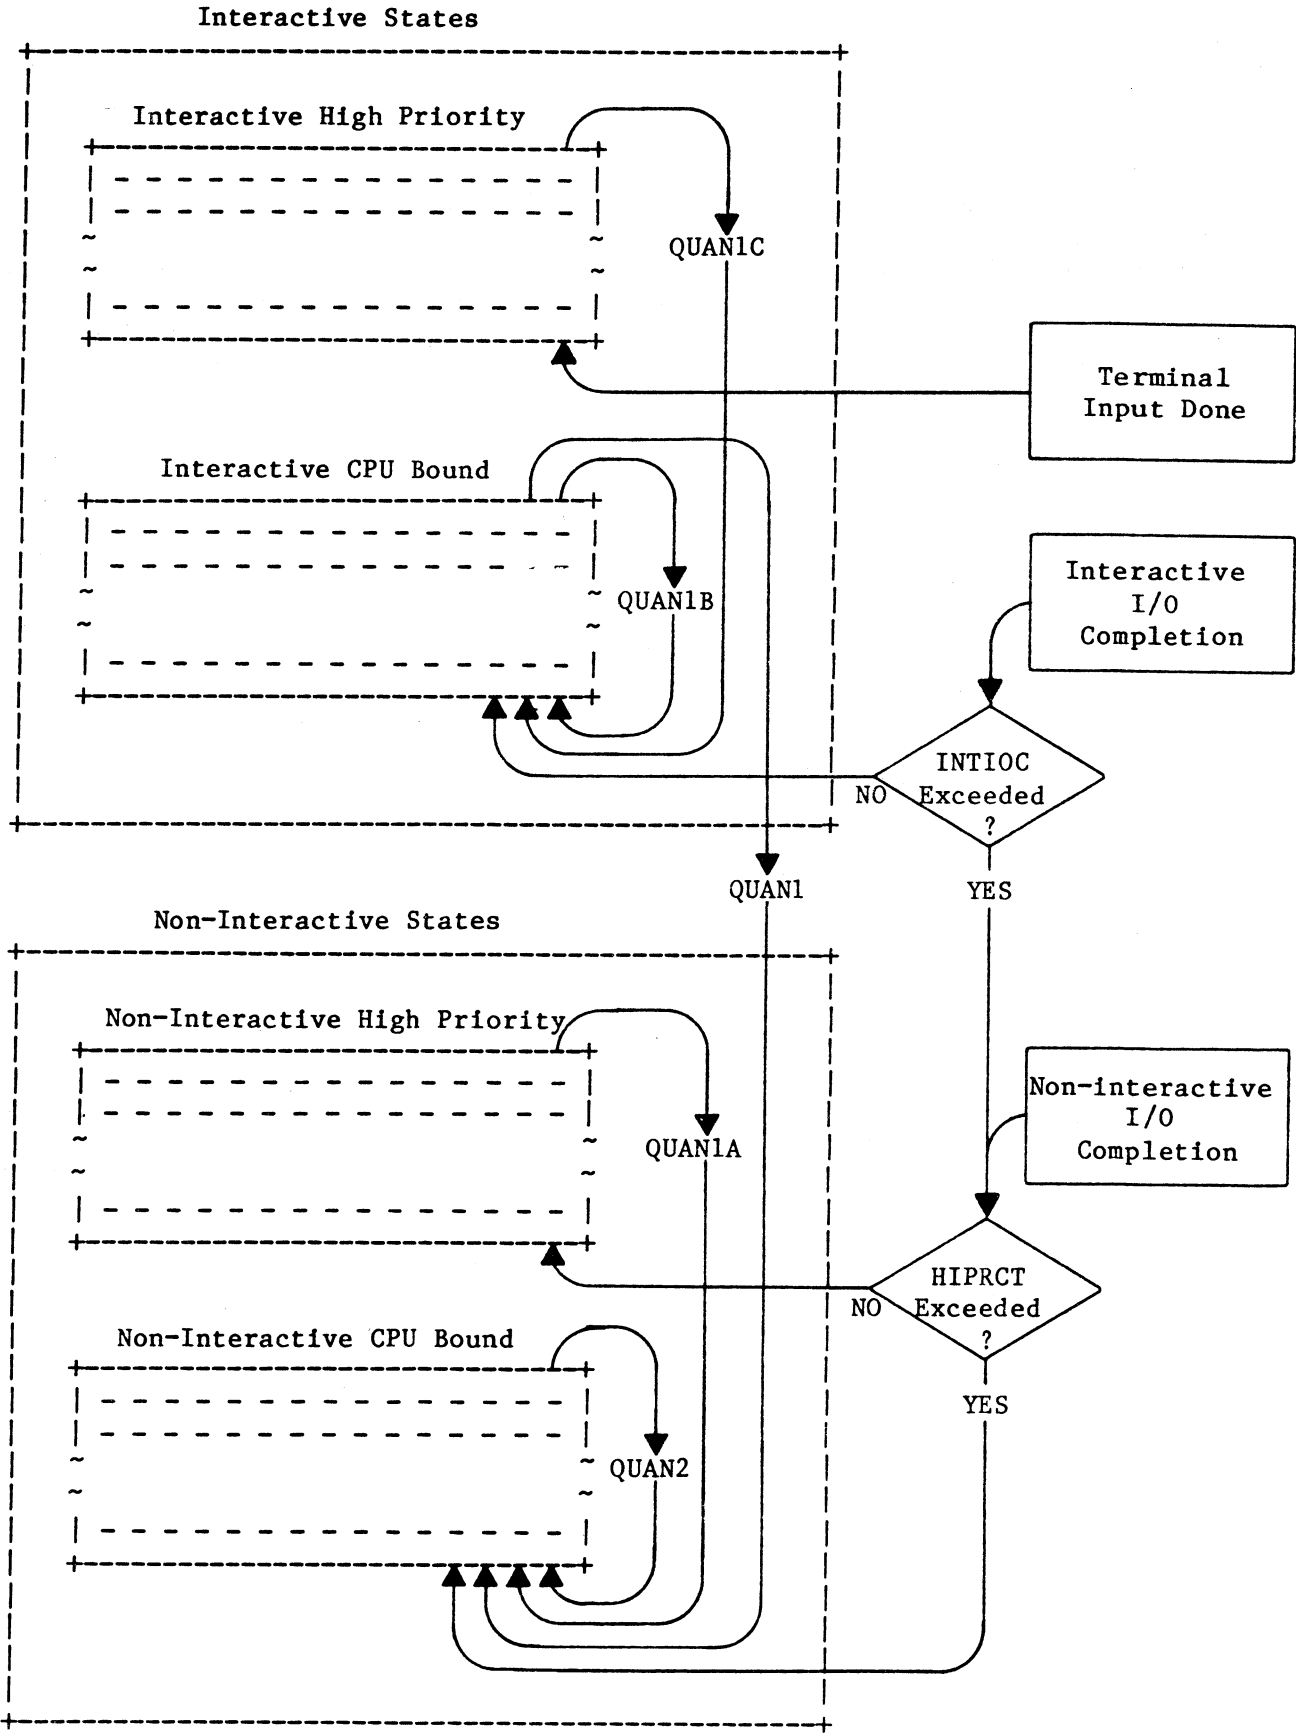 Interactive States
Interactive High Priority
QUAN1C
Terminal
Input Done
Interactive CPU Bound
QUAN1B
Interactive
I/O
Completion
INTIOC
Exceeded
?
NO
YES
QUAN1
Non-Interactive States
Non-Interactive High Priority
QUAN1A
Non-interactive
I/O
Completion
HIPRCT
Exceeded
?
NO
YES
Non-Interactive CPU Bound
QUAN2